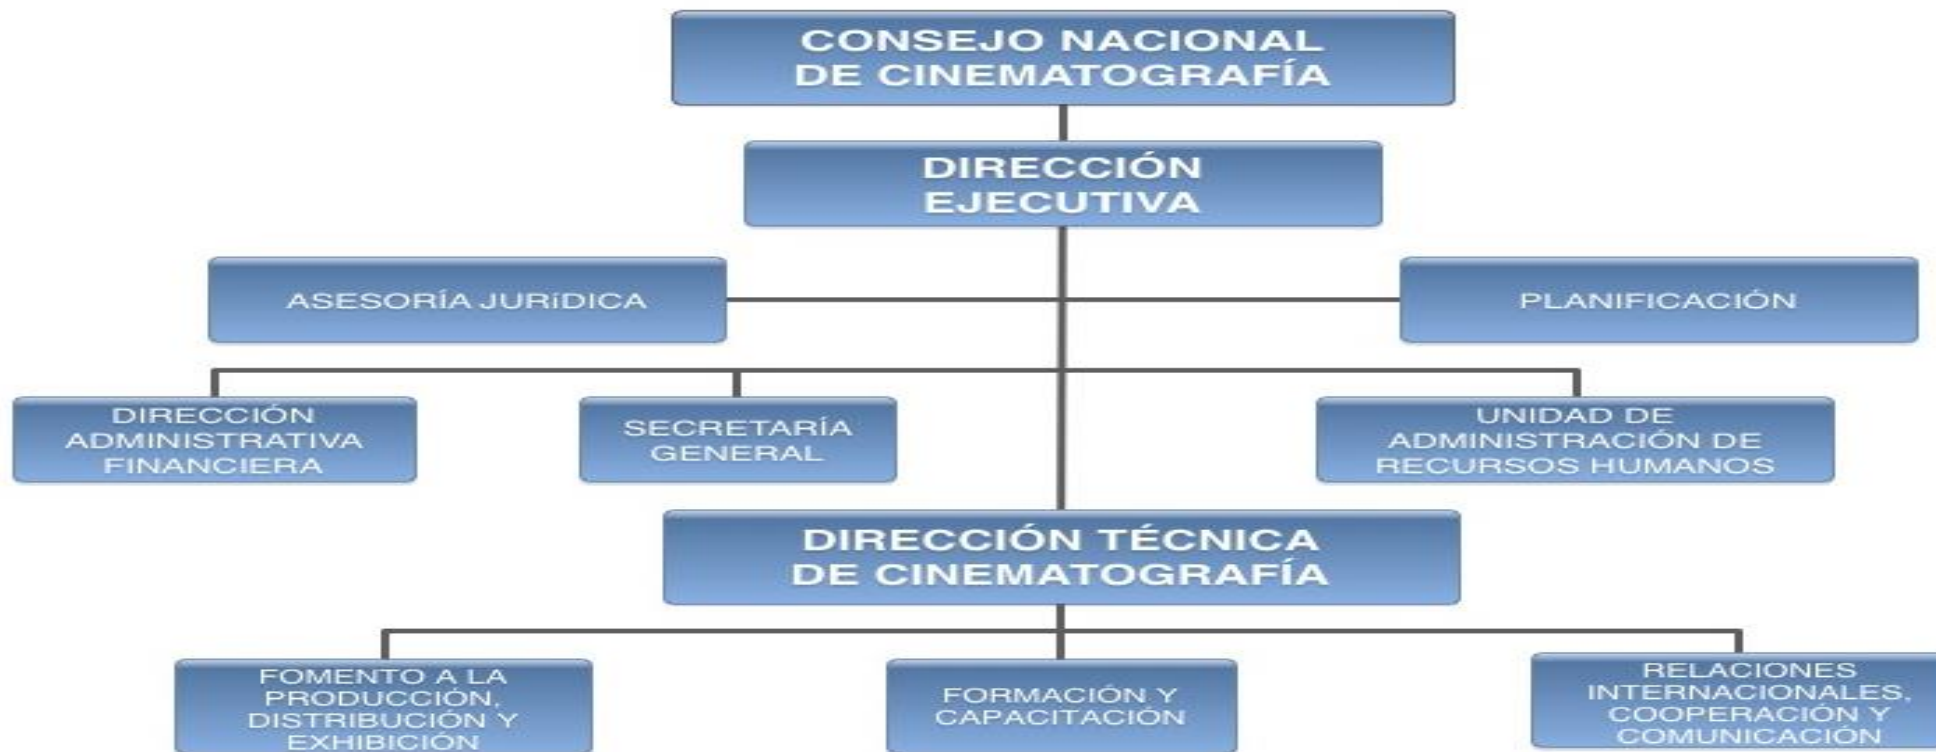 CONSEJO NACIONAL
DE CINEMATOGRAFÍA
DIRECCIÓN
EJECUTIVA
ASESORÍA JURíDICA
PLANIFICACIÓN
DIRECCIÓN
ADMINISTRATIVA
FINANCIERA
SECRETARÍA
GENERAL
UNIDAD DE
ADMINISTRACIÓN DE
RECURSOS HUMANOS
DIRECCIÓN TÉCNICA
DE CINEMATOGRAFÍA
FOMENTO A LA
PRODUCCIÓN,
DISTRIBUCIÓN Y
EXHIBICIÓN
FORMACIÓN Y
CAPACITACIÓN
RELACIONES
INTERNACIONALES,
COOPERACIÓN Y
COMUNICACIÓN